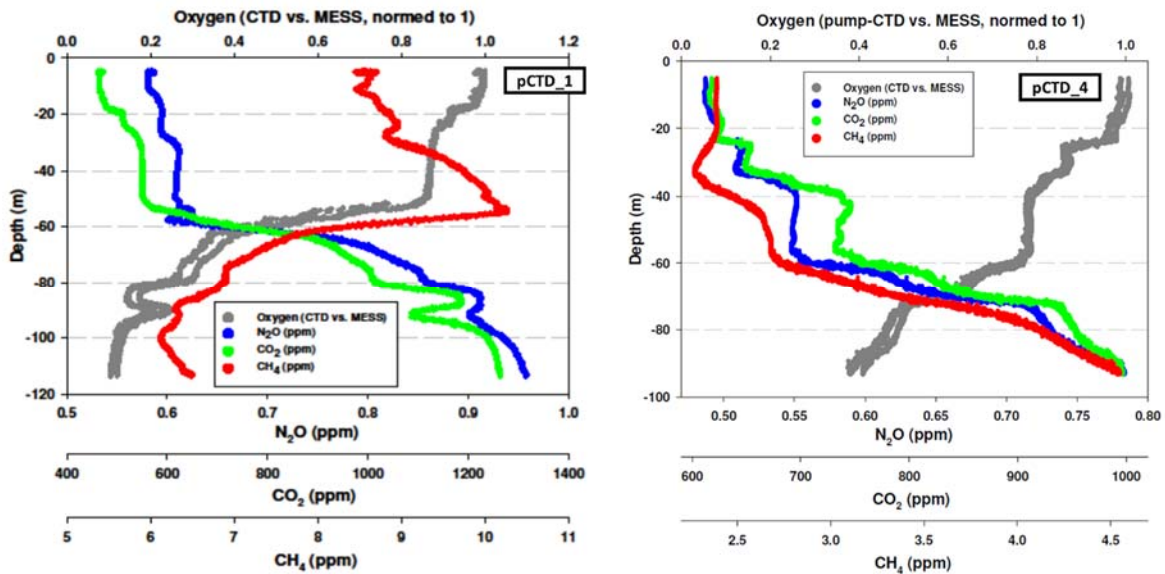 Oxygen (CTD vs. MESS, normed to 1)
0.0 0.2 0.4 0.6 0.8 1.0 1.2
pCTD_1
0
-20
-40
-60
-80
-100
-120
Depth (m)
Oxygen (CTD vs. MESS)
N₂O (ppm)
CO₂ (ppm)
CH₄ (ppm)
0.5 0.6 0.7 0.8 0.9 1.0
N₂O (ppm)
400 600 800 1000 1200 1400
CO₂ (ppm)
5 6 7 8 9 10 11
CH₄ (ppm)
Oxygen (pump-CTD vs. MESS, normed to 1)
0.0 0.2 0.4 0.6 0.8 1.0
pCTD_4
Oxygen (CTD vs. MESS)
N₂O (ppm)
CO₂ (ppm)
CH₄ (ppm)
0
-20
-40
-60
-80
-100
Depth (m)
0.50 0.55 0.60 0.65 0.70 0.75 0.80
N₂O (ppm)
600 700 800 900 1000
CO₂ (ppm)
2.5 3.0 3.5 4.0 4.5
CH₄ (ppm)